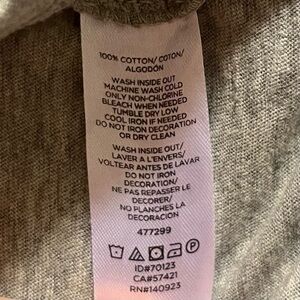 100% COTTON/ COTON/
ALGODÓN
WASH INSIDE OUT
MACHINE WASH COLD
ONLY NON-CHLORINE
BLEACH WHEN NEEDED
TUMBLE DRY LOW
COOL IRON IF NEEDED
DO NOT IRON DECORATION
OR DRY CLEAN
WASH INSIDE OUT/
LAVER A L'ENVERS/
VOLTEAR ANTES DE LAVAR
DO NOT IRON
DECORATION/
NE PAS REPASSER LE
DECORER/
NO PLANCHES LA
DECORACION
477299
ID#70123
CA#57421
RN#140923